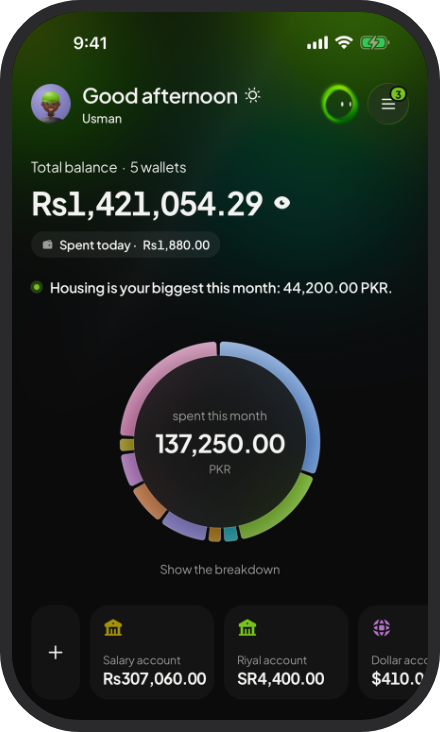 9:41
Good afternoon
3
Usman
Total balance · 5 wallets
Rs1,421,054.29
Spent today · Rs1,880.00
Housing is your biggest this month: 44,200.00 PKR.
spent this month
137,250.00
PKR
Show the breakdown
+
Salary account
Rs307,060.00
Riyal account
SR4,400.00
Dollar acc
$410.0